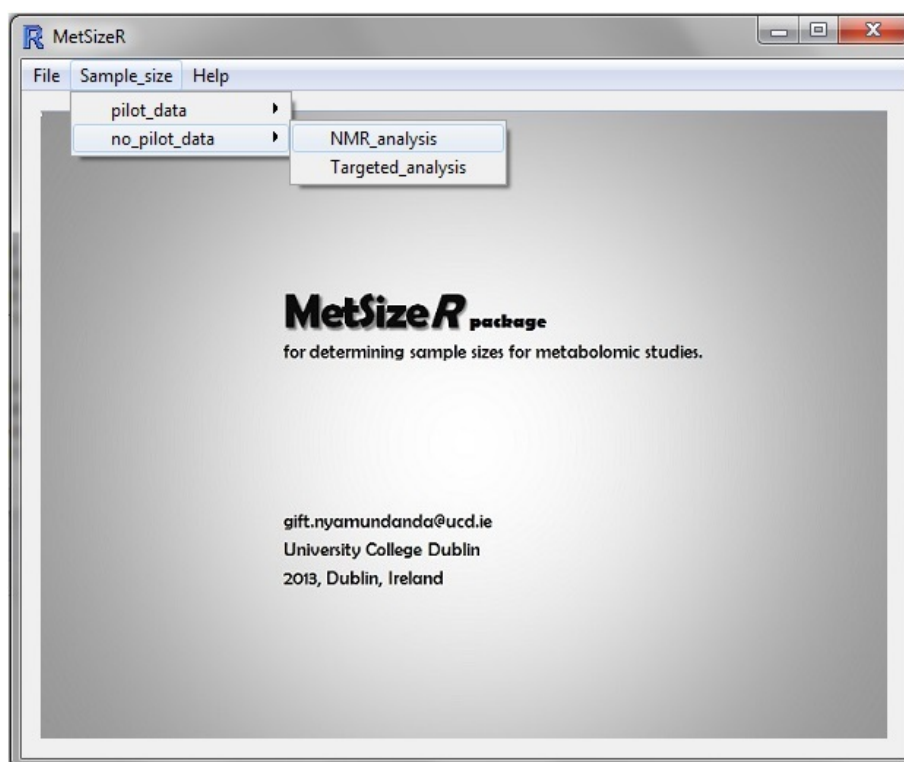 MetSizeR
File Sample_size Help
pilot_data
no_pilot_data
NMR_analysis
Targeted_analysis
MetSizeR package
for determining sample sizes for metabolomic studies.
gift.nyamundanda@ucd.ie
University College Dublin
2013, Dublin, Ireland